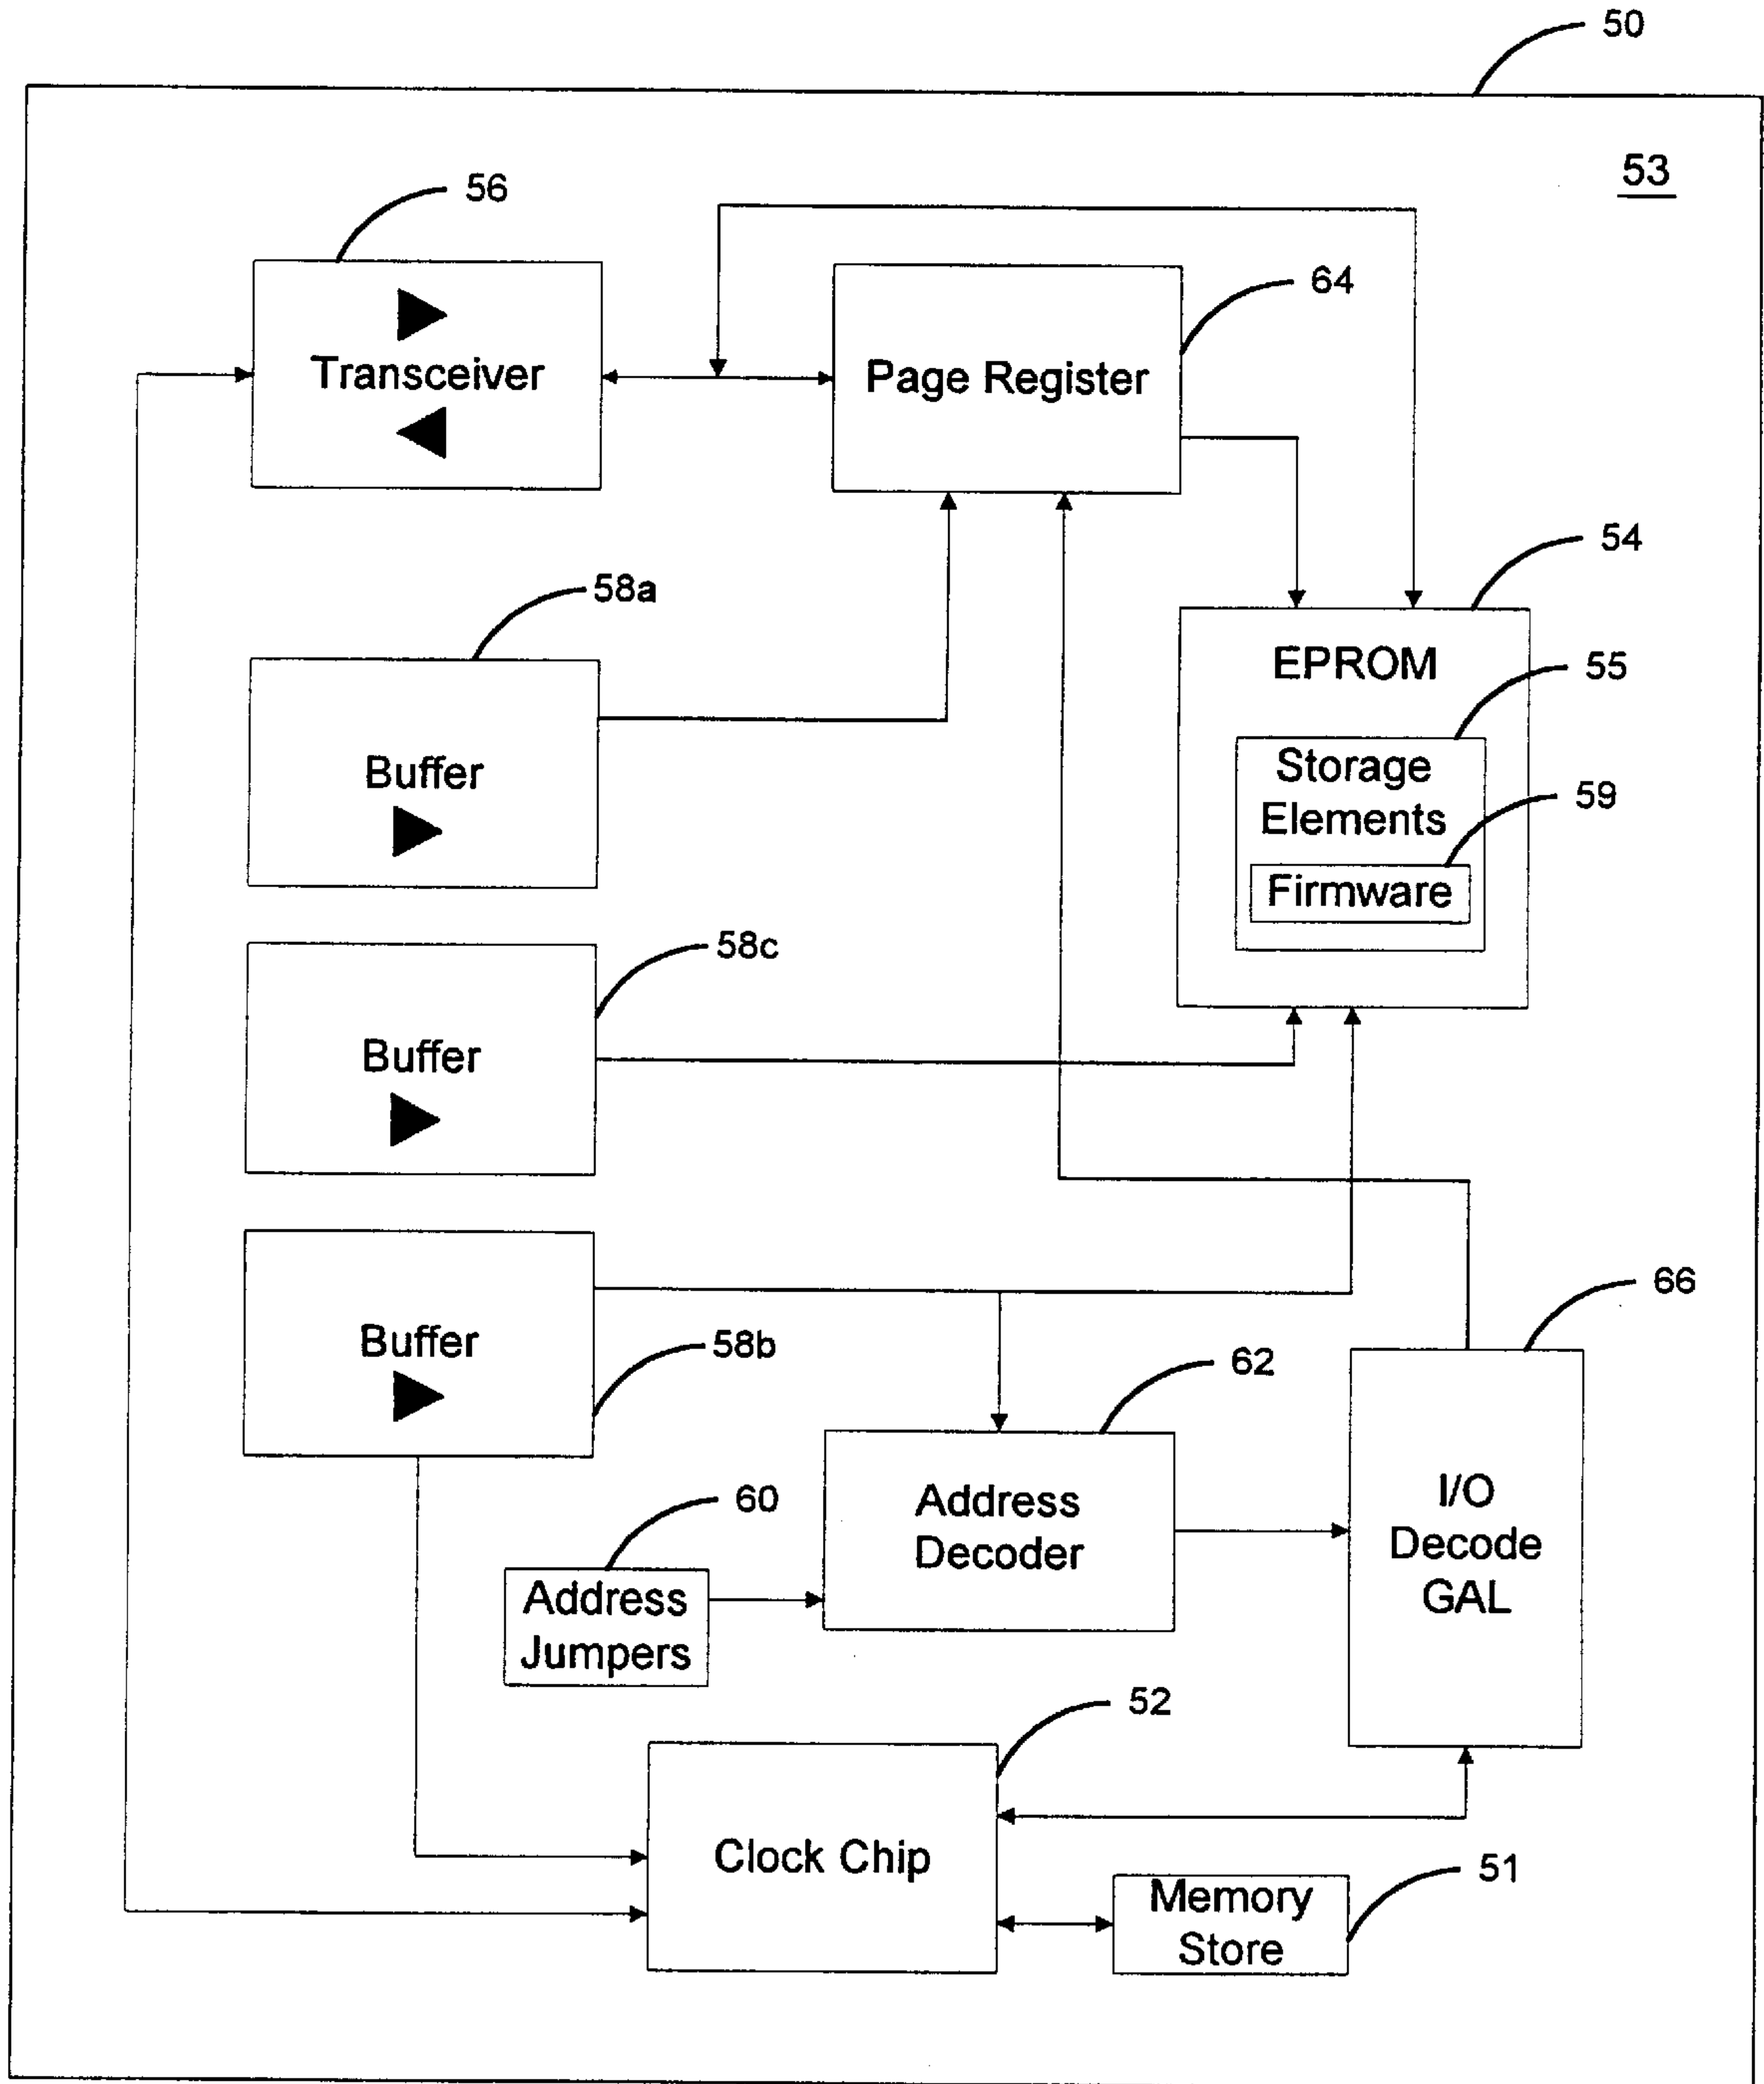 50
53
56
Transceiver
64
Page Register
54
EPROM
58a
Buffer
55
Storage
Elements
59
Firmware
58c
Buffer
66
I/O
Decode
GAL
Buffer
58b
62
Address
Decoder
60
Address
Jumpers
52
Clock Chip
51
Memory
Store